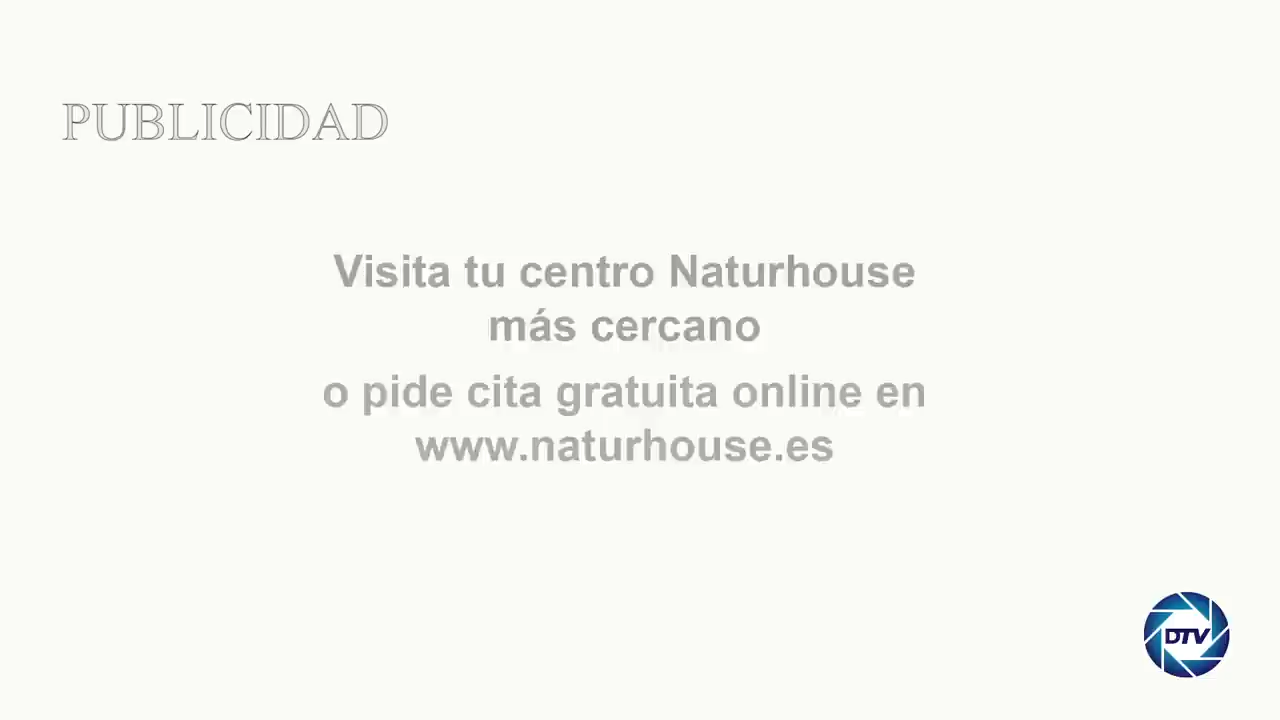 PUBLICIDAD
Visita tu centro Naturhouse
más cercano
o pide cita gratuita online en
www.naturhouse.es
DTV